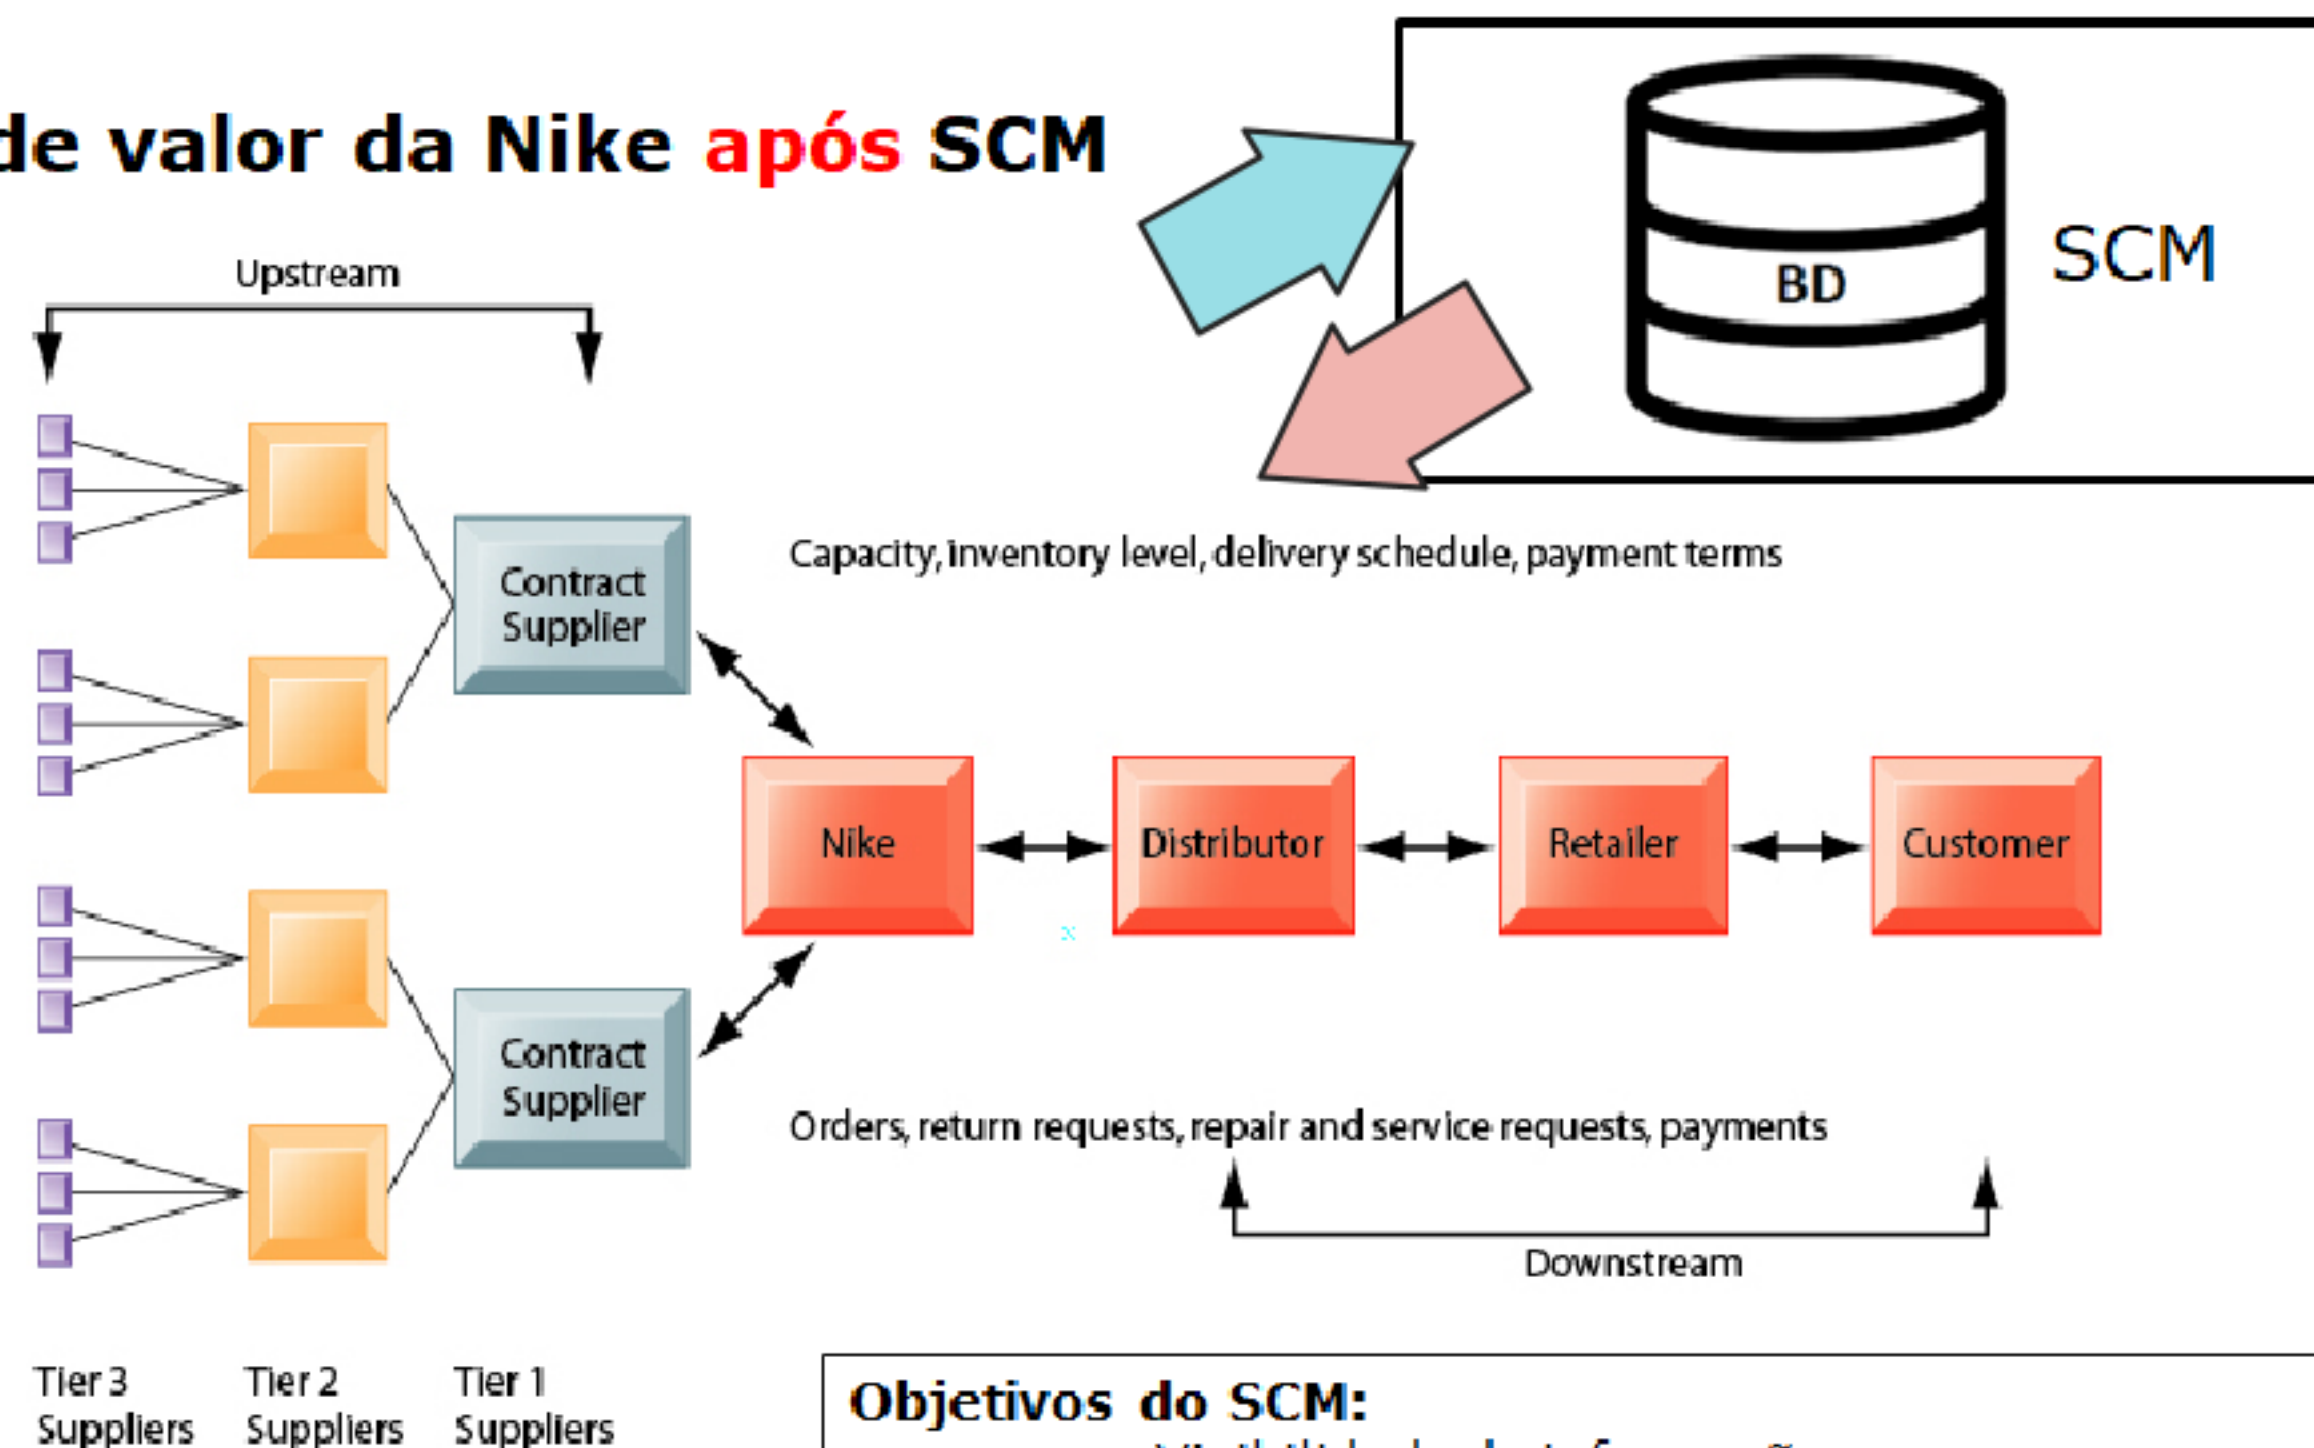 de valor da Nike após SCM
BD
SCM
Upstream
Capacity, inventory level, delivery schedule, payment terms
Contract
Supplier
Nike
Distributor
Retailer
Customer
Contract
Supplier
Orders, return requests, repair and service requests, payments
Downstream
Tier 3
Suppliers
Tier 2
Suppliers
Tier 1
Suppliers
Objetivos do SCM: